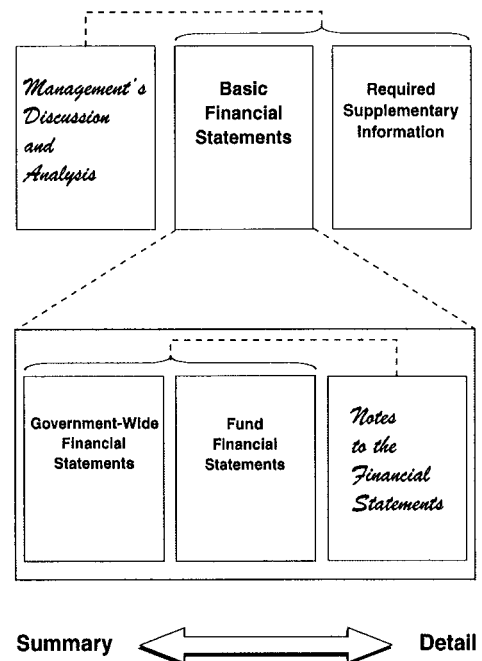 Management's
Discussion
and
Analysis
Basic
Financial
Statements
Required
Supplementary
Information
Government-Wide
Financial
Statements
Fund
Financial
Statements
Notes
to the
Financial
Statements
Summary
Detail